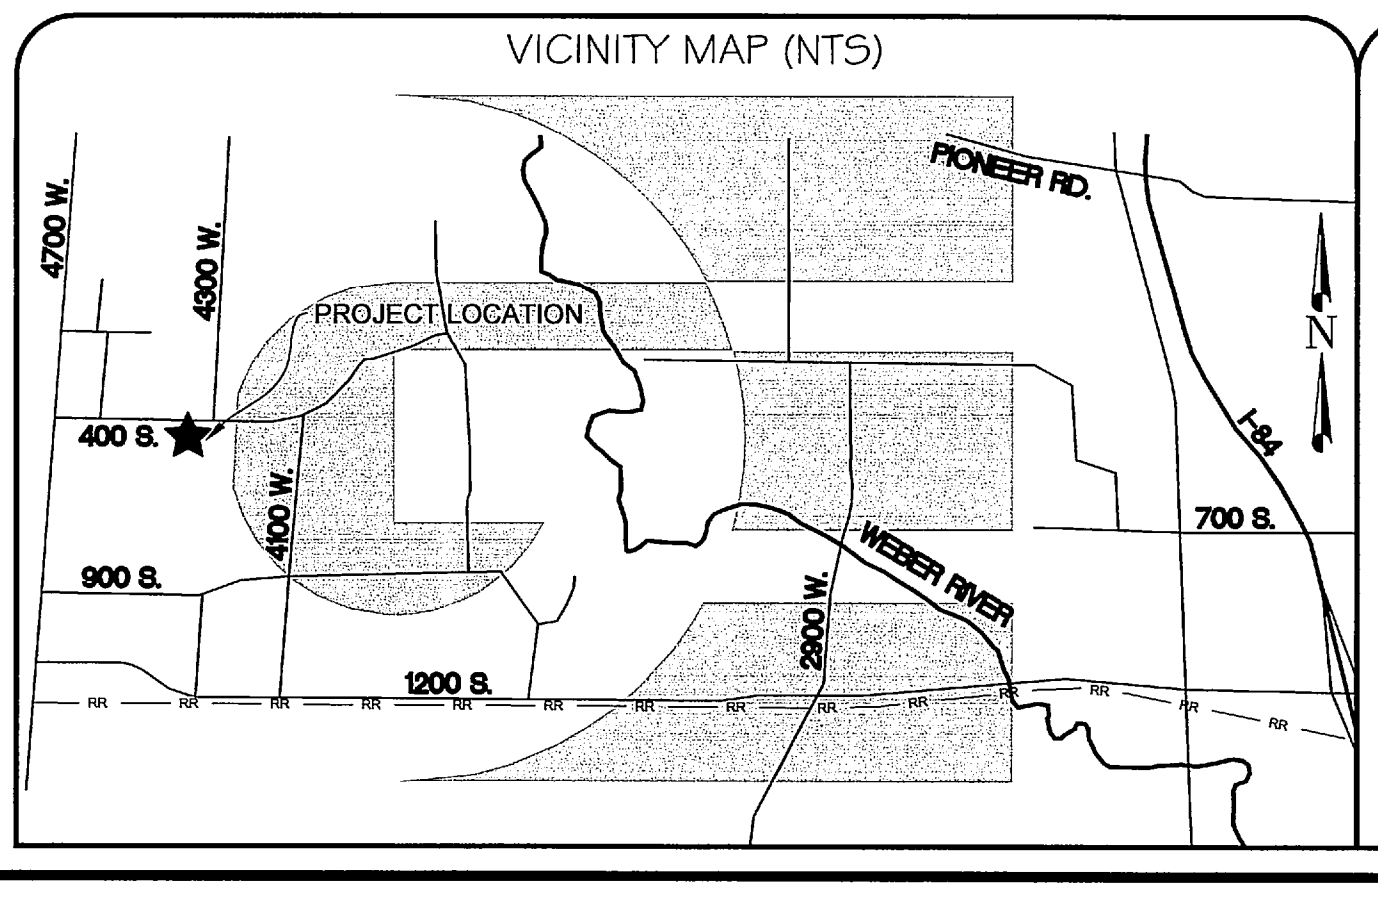 VICINITY MAP (NTS)
PIONEER RD.
4700 W.
4300 W.
PROJECT LOCATION
N
400 S.
I-84
4100 W.
700 S.
WEBER RIVER
900 S.
2900 W.
1200 S.
RR RR RR RR RR RR RR RR RR RR RR RR RR RR